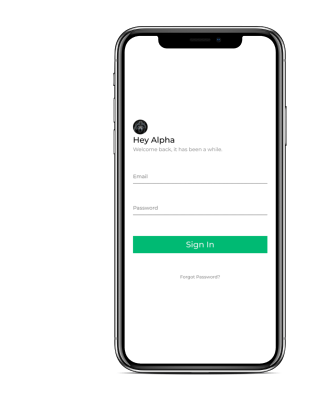 Hey Alpha
Welcome back, it has been a while.
Email
Password
Sign In
Forgot Password?